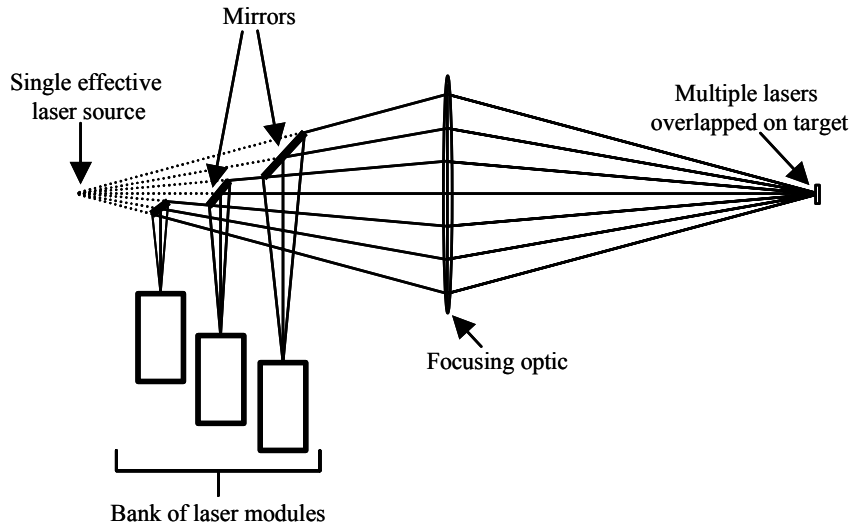 Mirrors
Single effective
laser source
Multiple lasers
overlapped on target
Focusing optic
Bank of laser modules